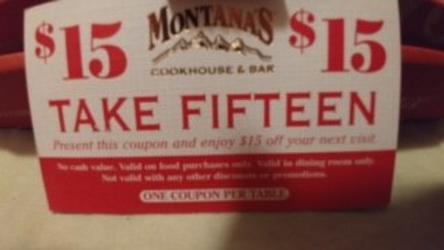 $15 MONTANA'S $15
COOKHOUSE & BAR
TAKE FIFTEEN
Present this coupon and enjoy $15 off your next visit
No cash value. Valid on food purchases only. Valid in dining room only.
Not valid with any other discounts or promotions.
ONE COUPON PER TABLE